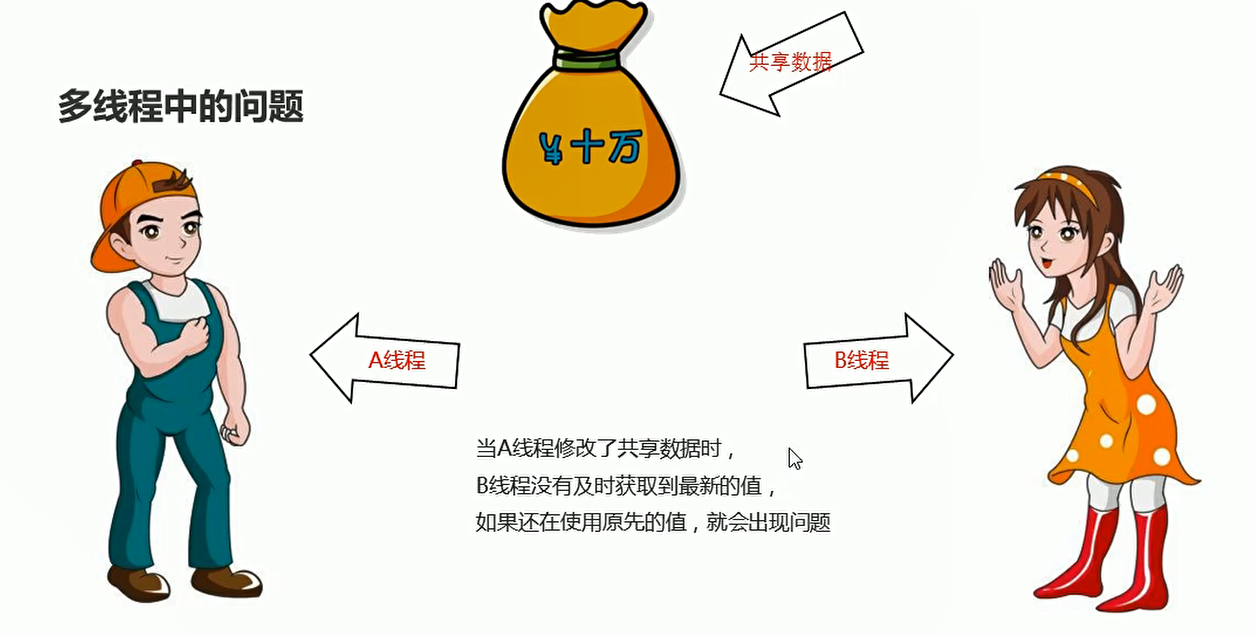 共享数据
多线程中的问题
¥十万
A线程
B线程
当A线程修改了共享数据时，
B线程没有及时获取到最新的值，
如果还在使用原先的值，就会出现问题